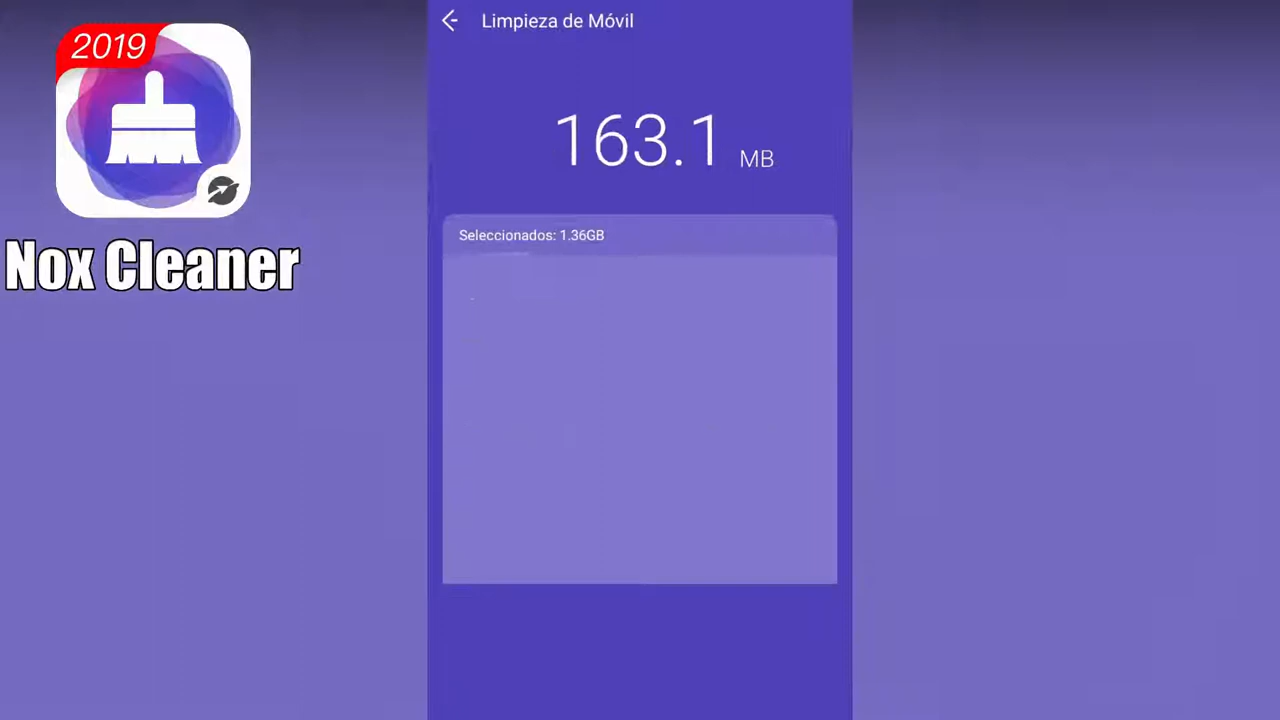 2019
Nox Cleaner
Limpieza de Móvil
163.1 MB
Seleccionados: 1.36GB